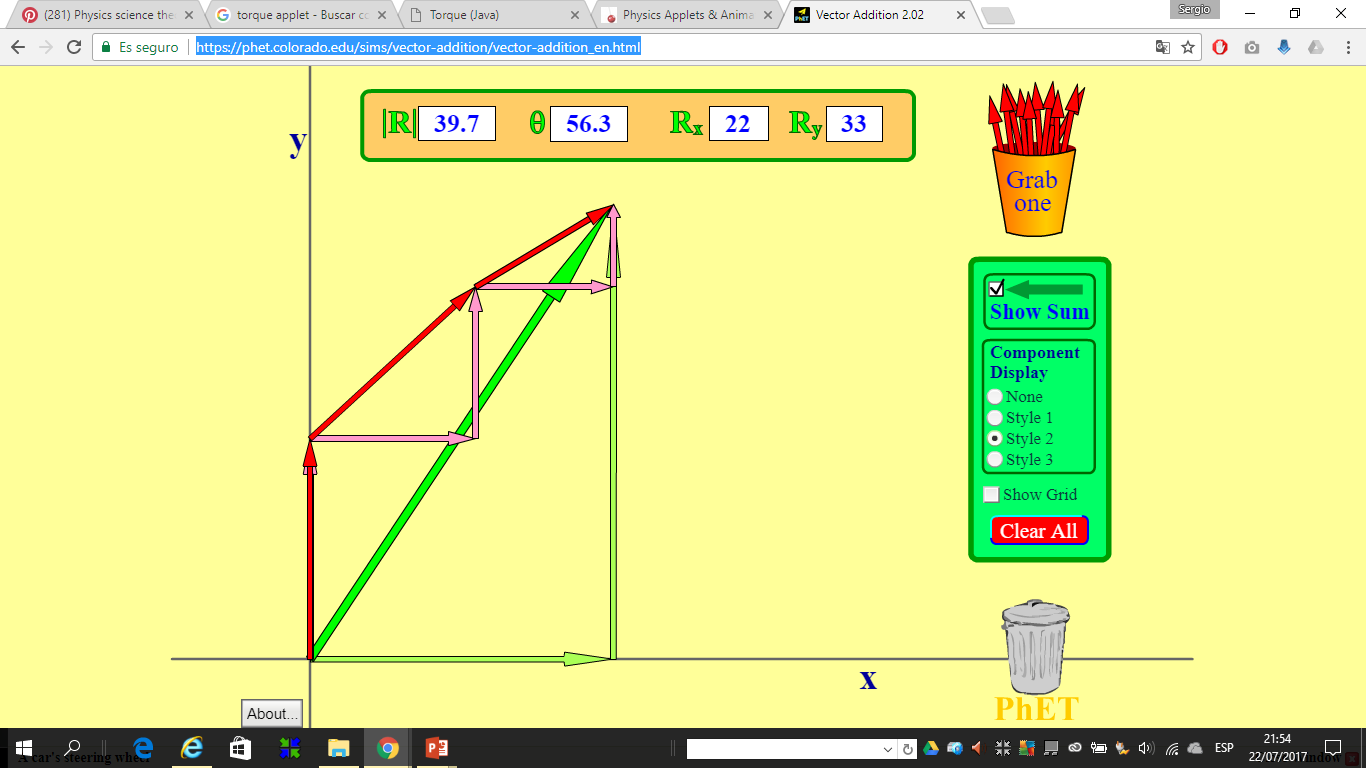 Sergio
(281) Physics science the
torque applet - Buscar co
Torque (Java)
Physics Applets & Anima
Vector Addition 2.02
Es seguro
https://phet.colorado.edu/sims/vector-addition/vector-addition_en.html
|R| 39.7 θ 56.3 Rx 22 Ry 33
y
Grab
one
Show Sum
Component
Display
None
Style 1
Style 2
Style 3
Show Grid
Clear All
x
PhET
About...
A car's steering whee
ESP
21:54
22/07/2017